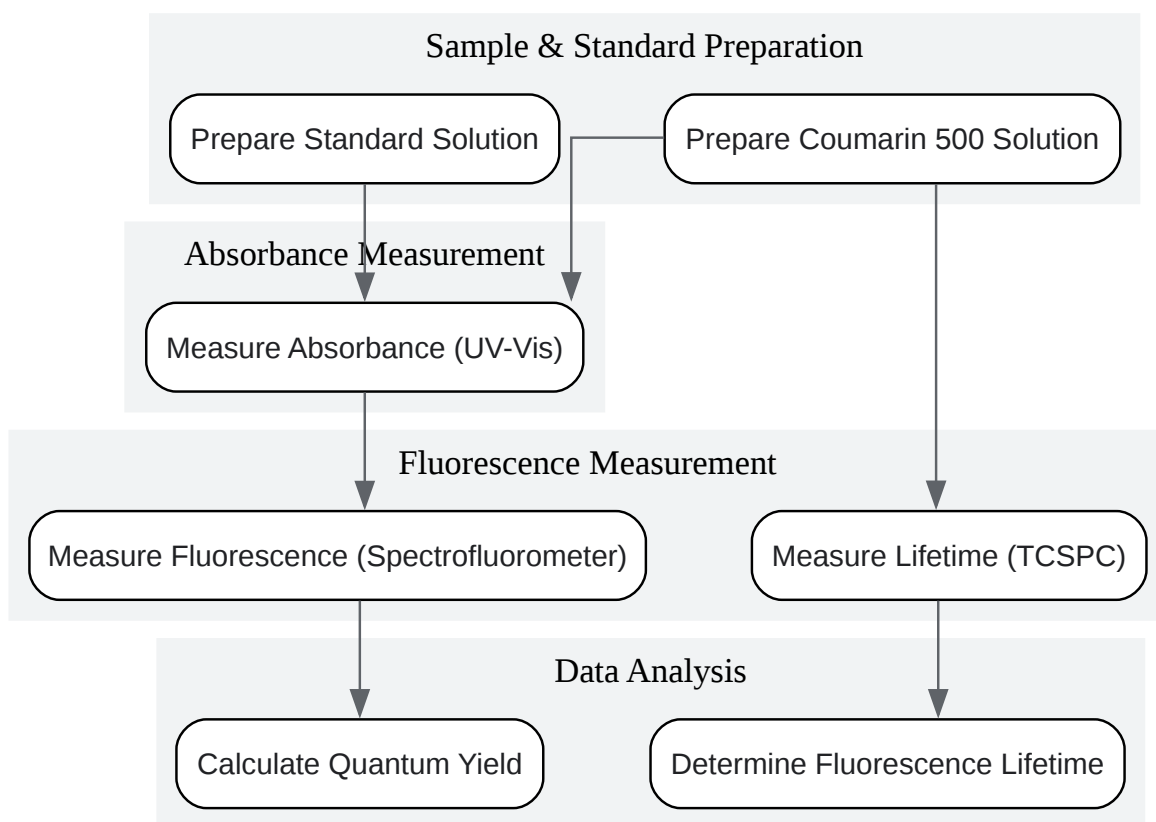 Sample & Standard Preparation
Prepare Standard Solution
Prepare Coumarin 500 Solution
Absorbance Measurement
Measure Absorbance (UV-Vis)
Fluorescence Measurement
Measure Fluorescence (Spectrofluorometer)
Measure Lifetime (TCSPC)
Data Analysis
Calculate Quantum Yield
Determine Fluorescence Lifetime